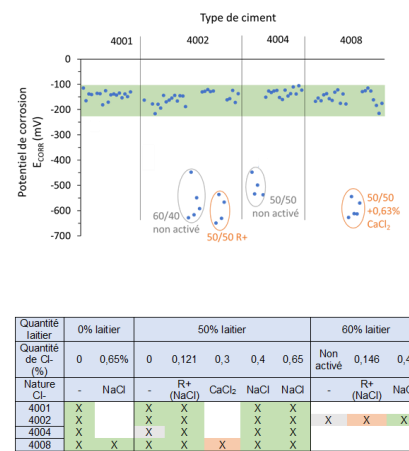 Type de ciment
4001 4002 4004 4008
0
-100
-200
-300
-400
-500
-600
-700
Potentiel de corrosion
ECORR (mV)
60/40
non activé
50/50 R+
50/50
non activé
50/50
+0,63%
CaCl2
Quantité laitier 0% laitier 50% laitier 60% laitier
Quantité de Cl- (%) 0 0,65% 0 0,121 0,3 0,4 0,65 Non activé 0,146
Nature Cl- - NaCl - R+ (NaCl) CaCl2 NaCl NaCl - R+ (NaCl)
4001 X X X X X
4002 X X X X X X X X
4004 X X X X
4008 X X X X X X X